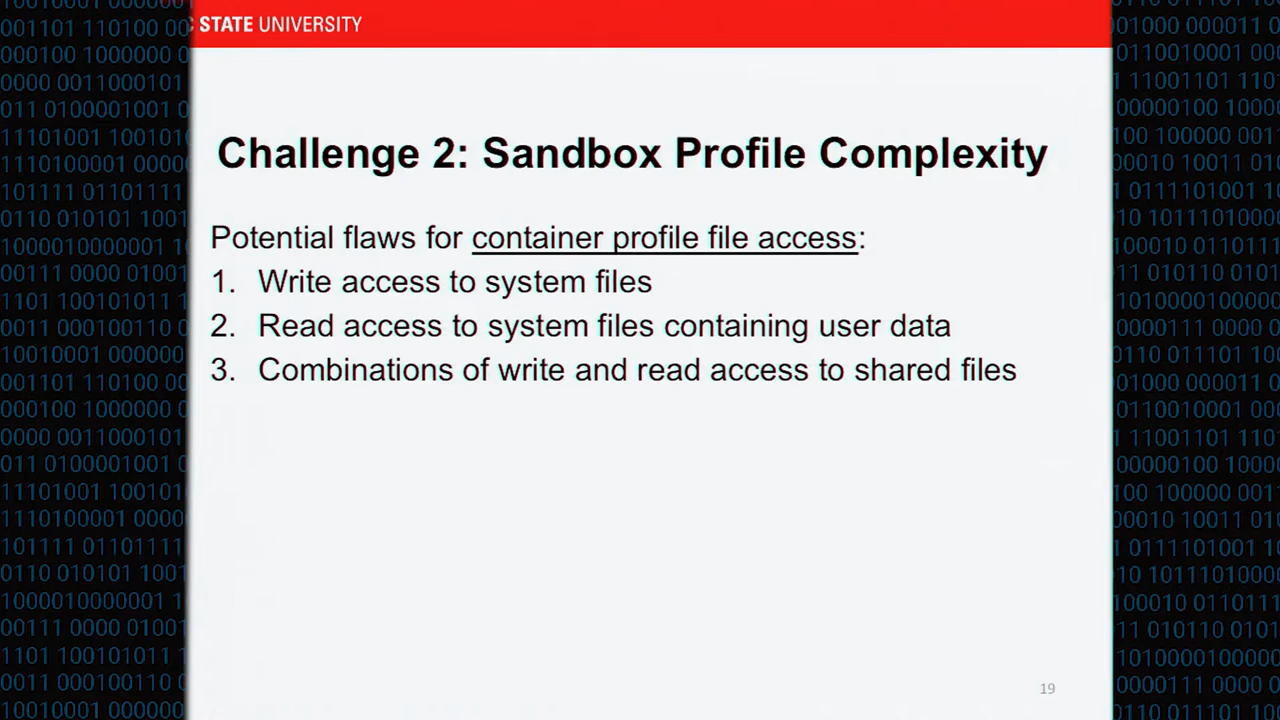 STATE UNIVERSITY
Challenge 2: Sandbox Profile Complexity
Potential flaws for container profile file access:
1. Write access to system files
2. Read access to system files containing user data
3. Combinations of write and read access to shared files
19